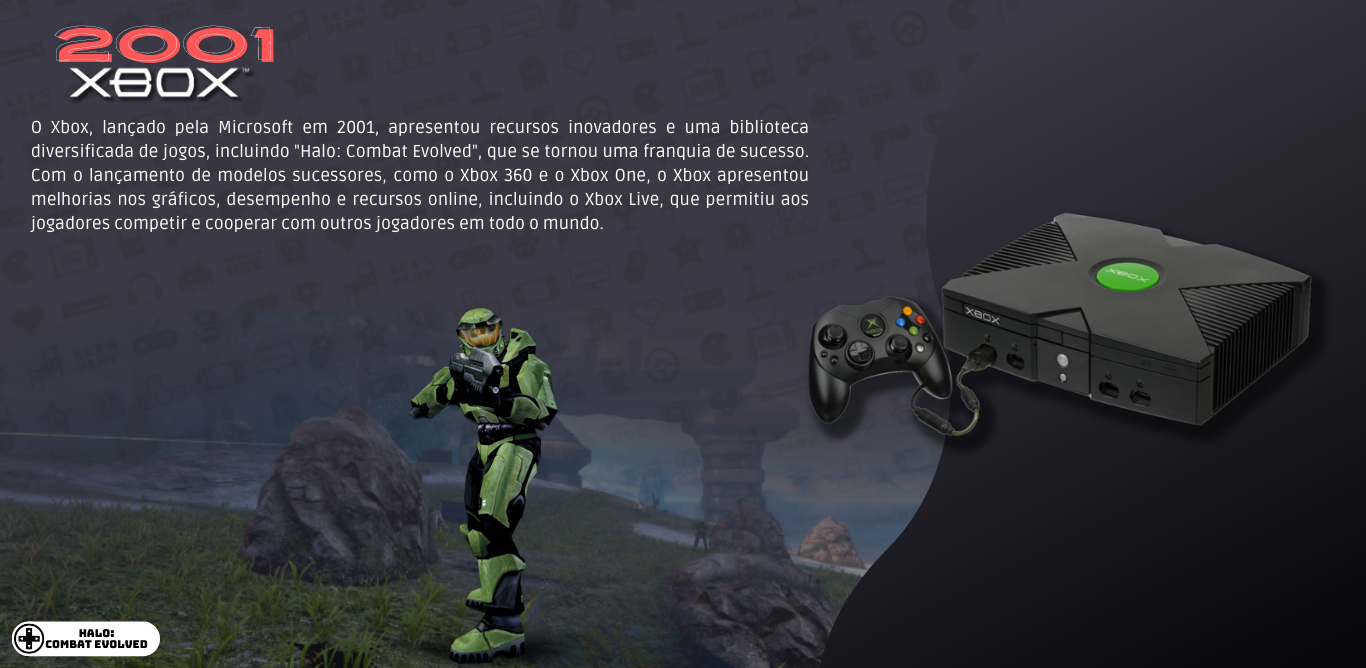 2001
XBOX™
O Xbox, lançado pela Microsoft em 2001, apresentou recursos inovadores e uma biblioteca
diversificada de jogos, incluindo "Halo: Combat Evolved", que se tornou uma franquia de sucesso.
Com o lançamento de modelos sucessores, como o Xbox 360 e o Xbox One, o Xbox apresentou
melhorias nos gráficos, desempenho e recursos online, incluindo o Xbox Live, que permitiu aos
jogadores competir e cooperar com outros jogadores em todo o mundo.
XBOX
XBOX
HALO:
COMBAT EVOLVED